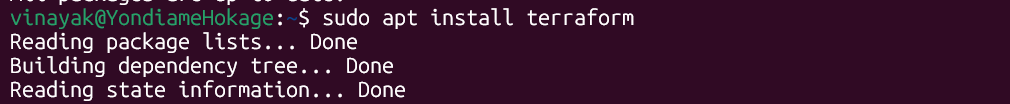 vinayak@YondiameHokage:~$ sudo apt install terraform
Reading package lists... Done
Building dependency tree... Done
Reading state information... Done